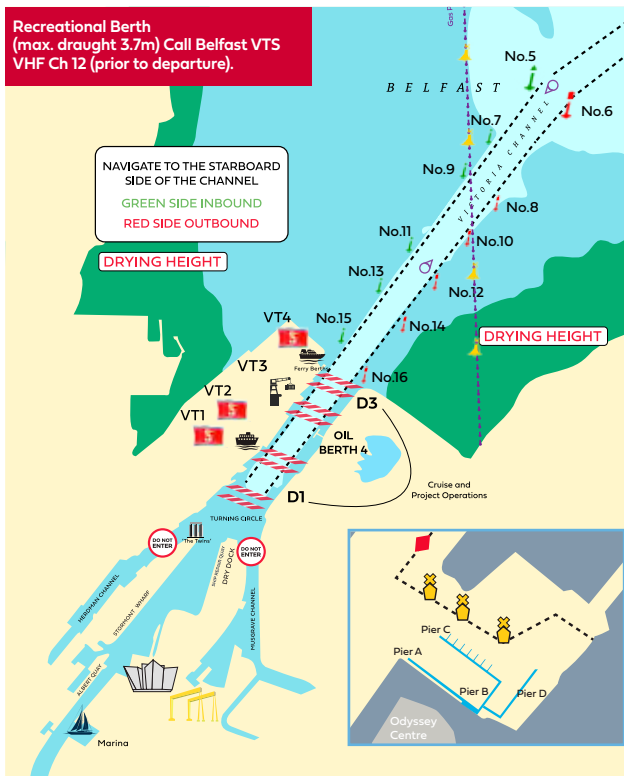 Recreational Berth
(max. draught 3.7m) Call Belfast VTS
VHF Ch 12 (prior to departure).
BELFAST
VICTORIA CHANNEL
No.5
No.6
No.7
No.9
No.8
No.10
No.11
No.12
No.13
No.14
No.15
No.16
NAVIGATE TO THE STARBOARD
SIDE OF THE CHANNEL
GREEN SIDE INBOUND
RED SIDE OUTBOUND
DRYING HEIGHT
DRYING HEIGHT
VT4
5
Ferry Berths
VT3
VT2
5
VT1
5
D3
OIL
BERTH 4
D1
Cruise and
Project Operations
TURNING CIRCLE
'The Twins'
DO NOT
ENTER
DO NOT
ENTER
HERDMAN CHANNEL
STORMONT WHARF
SHIP REPAIR QUAY
DRY DOCK
MUSGRAVE CHANNEL
ALBERT QUAY
Marina
Pier C
Pier A
Pier B
Pier D
Odyssey
Centre